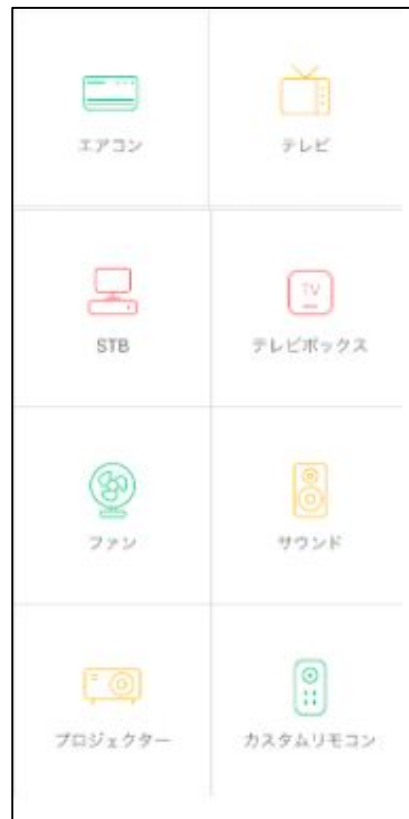 エアコン
テレビ
STB
TV
テレビボックス
ファン
サウンド
プロジェクター
カスタムリモコン